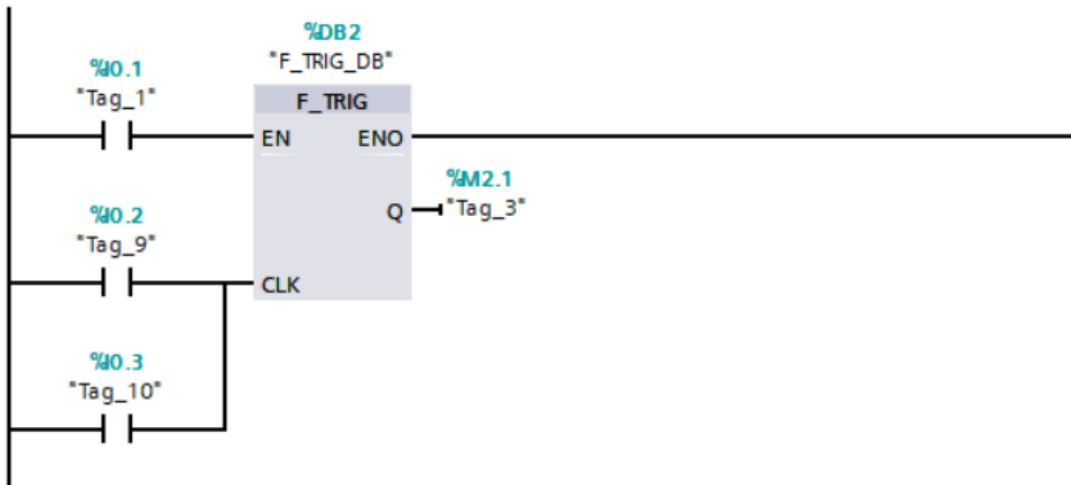 %DB2
"F_TRIG_DB"
%I0.1
"Tag_1"
F_TRIG
EN ENO
%M2.1
Q "Tag_3"
%I0.2
"Tag_9"
CLK
%I0.3
"Tag_10"